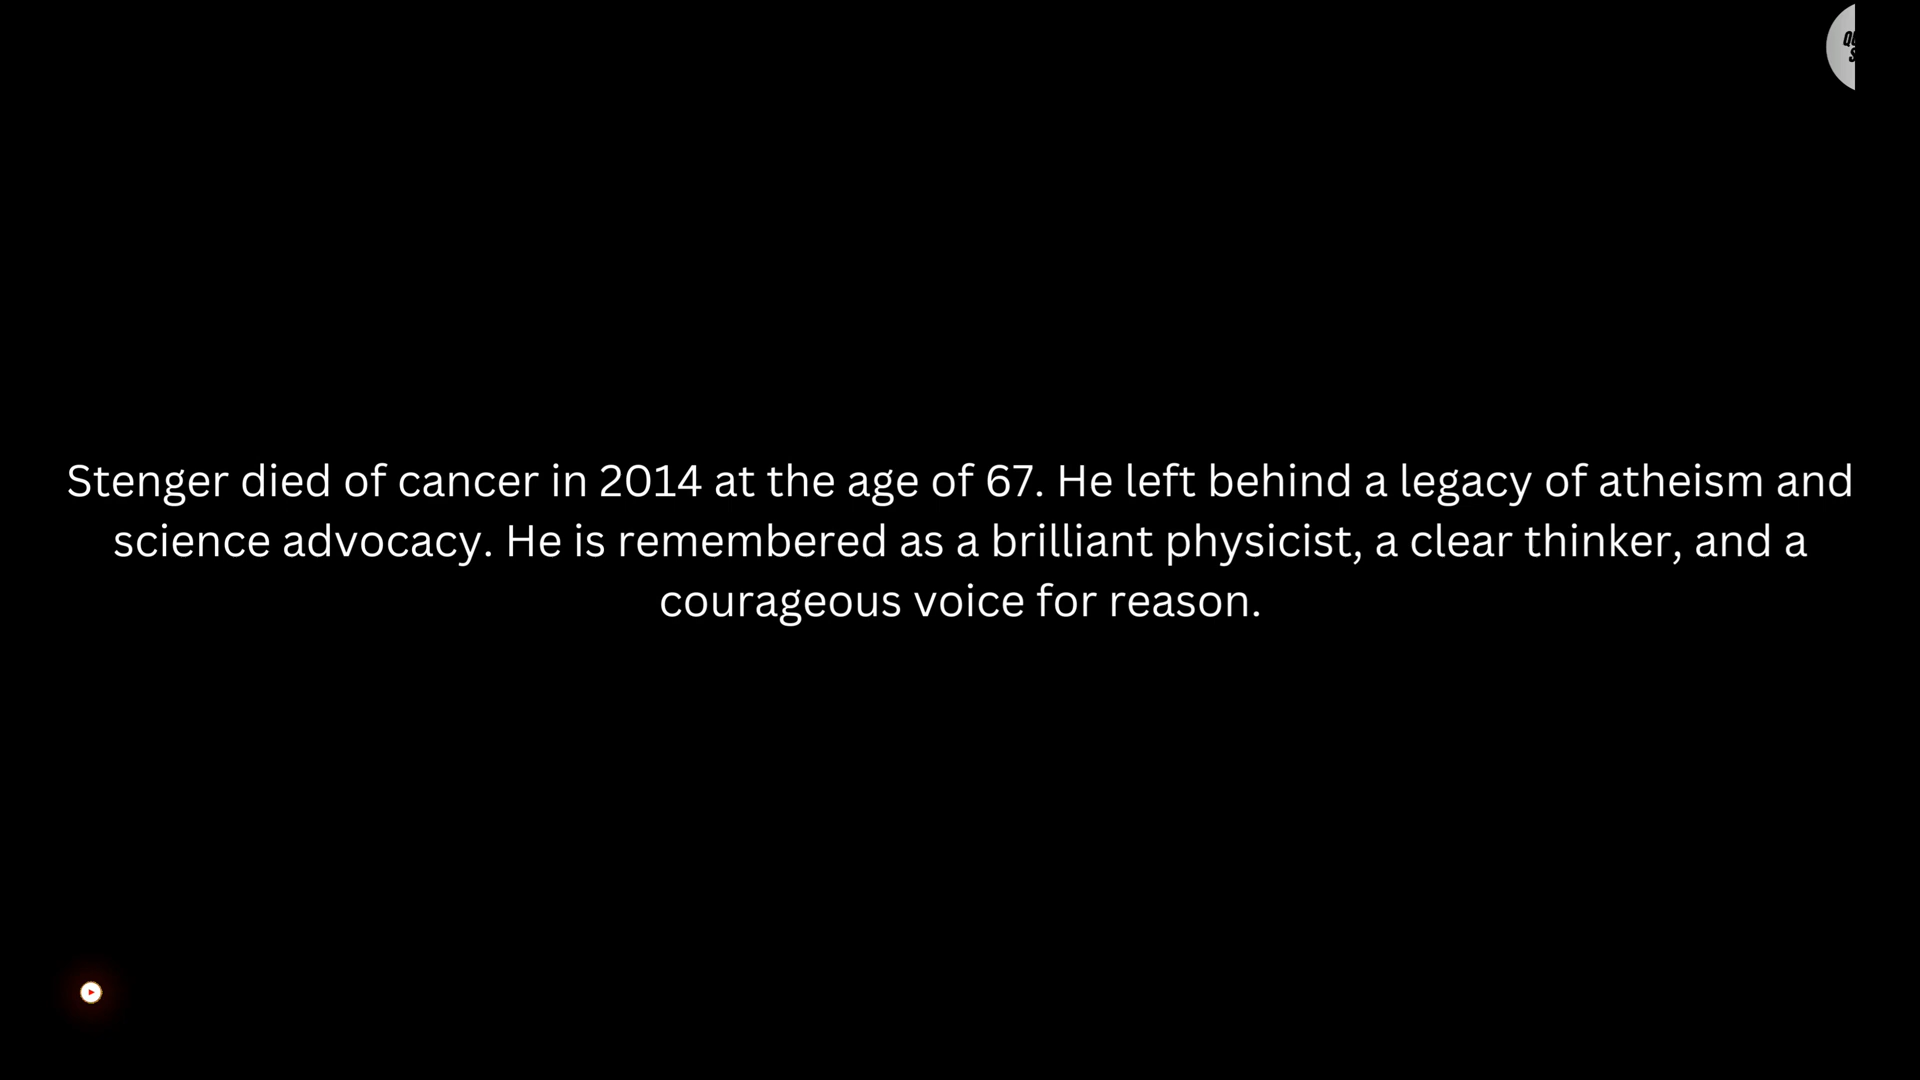 Stenger died of cancer in 2014 at the age of 67. He left behind a legacy of atheism and
science advocacy. He is remembered as a brilliant physicist, a clear thinker, and a
courageous voice for reason.